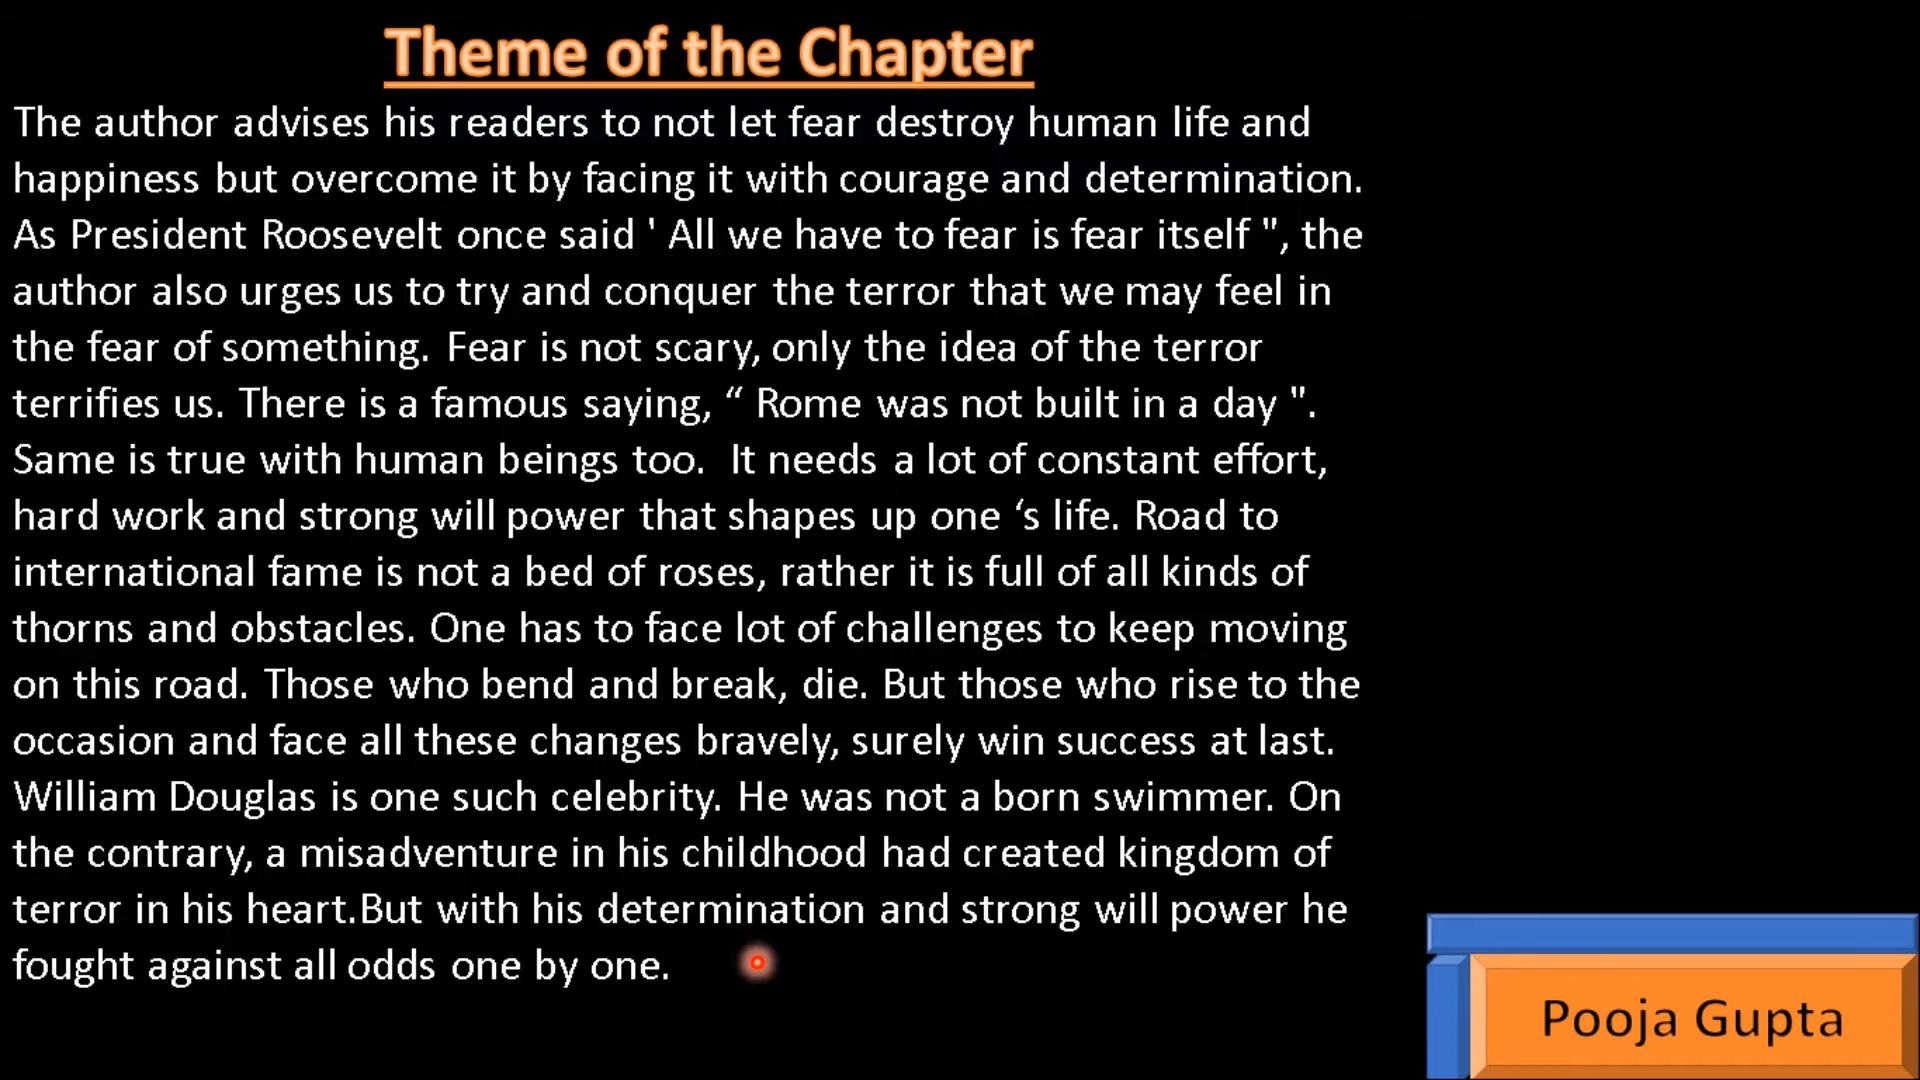 Theme of the Chapter
The author advises his readers to not let fear destroy human life and
happiness but overcome it by facing it with courage and determination.
As President Roosevelt once said ' All we have to fear is fear itself ", the
author also urges us to try and conquer the terror that we may feel in
the fear of something. Fear is not scary, only the idea of the terror
terrifies us. There is a famous saying, “ Rome was not built in a day ".
Same is true with human beings too.  It needs a lot of constant effort,
hard work and strong will power that shapes up one ‘s life. Road to
international fame is not a bed of roses, rather it is full of all kinds of
thorns and obstacles. One has to face lot of challenges to keep moving
on this road. Those who bend and break, die. But those who rise to the
occasion and face all these changes bravely, surely win success at last.
William Douglas is one such celebrity. He was not a born swimmer. On
the contrary, a misadventure in his childhood had created kingdom of
terror in his heart.But with his determination and strong will power he
fought against all odds one by one.
Pooja Gupta